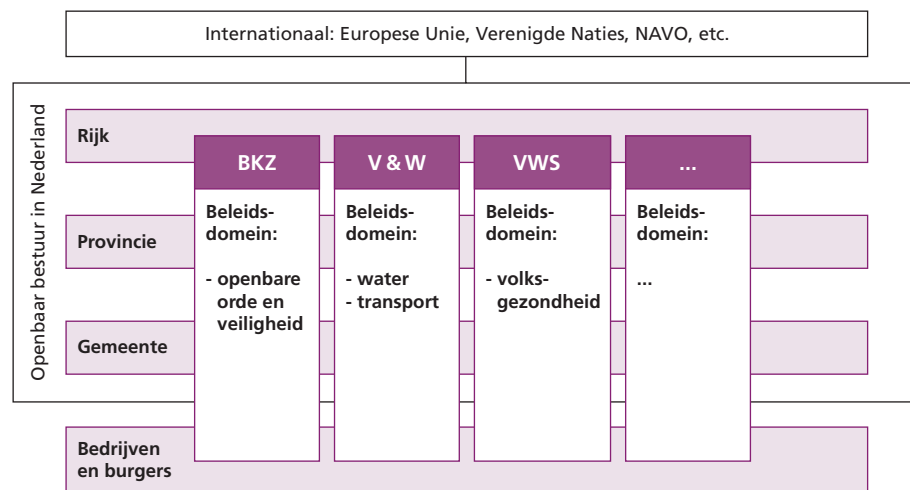 Internationaal: Europese Unie, Verenigde Naties, NAVO, etc.
Openbaar bestuur in Nederland
Rijk
BKZ
V & W
VWS
...
Beleids-
domein:
- openbare
orde en
veiligheid
Beleids-
domein:
- water
- transport
Beleids-
domein:
- volks-
gezondheid
Beleids-
domein:
...
Provincie
Gemeente
Bedrijven
en burgers